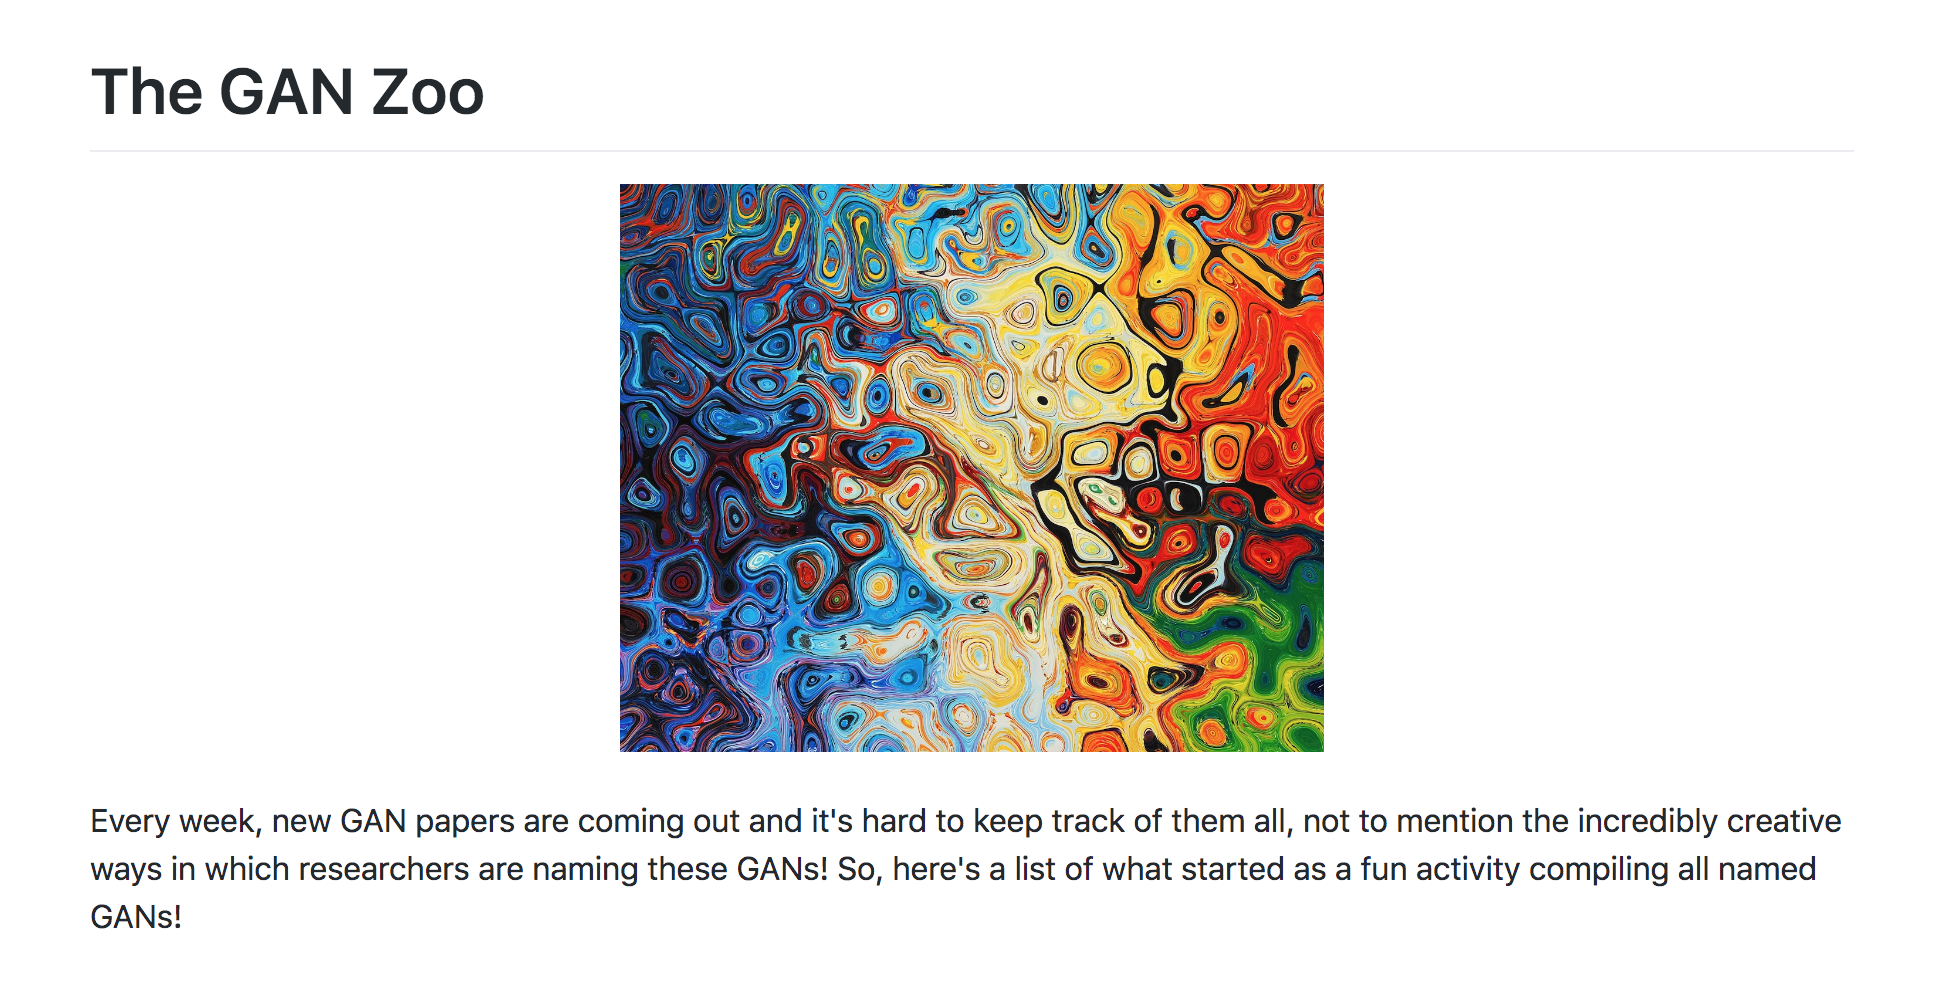 The GAN Zoo
Every week, new GAN papers are coming out and it's hard to keep track of them all, not to mention the incredibly creative
ways in which researchers are naming these GANs! So, here's a list of what started as a fun activity compiling all named
GANs!